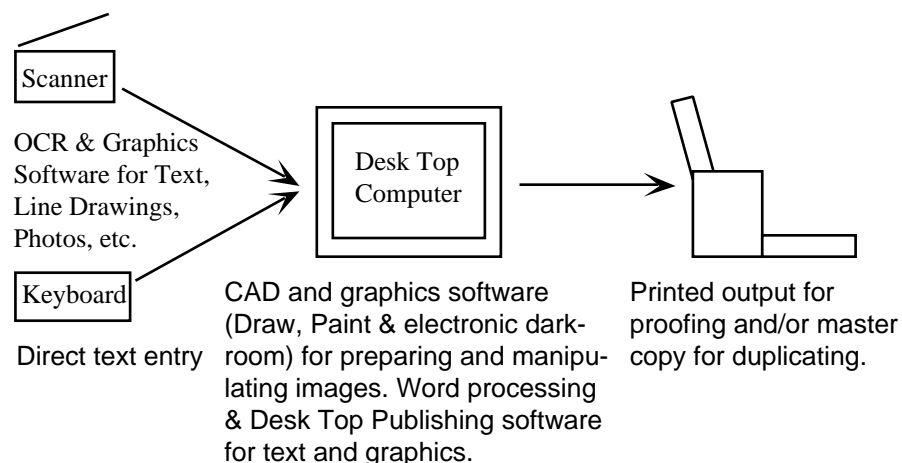 Scanner
OCR & Graphics
Software for Text,
Line Drawings,
Photos, etc.
Keyboard
Direct text entry
Desk Top
Computer
CAD and graphics software
(Draw, Paint & electronic dark-
room) for preparing and manipu-
lating images. Word processing
& Desk Top Publishing software
for text and graphics.
Printed output for
proofing and/or master
copy for duplicating.